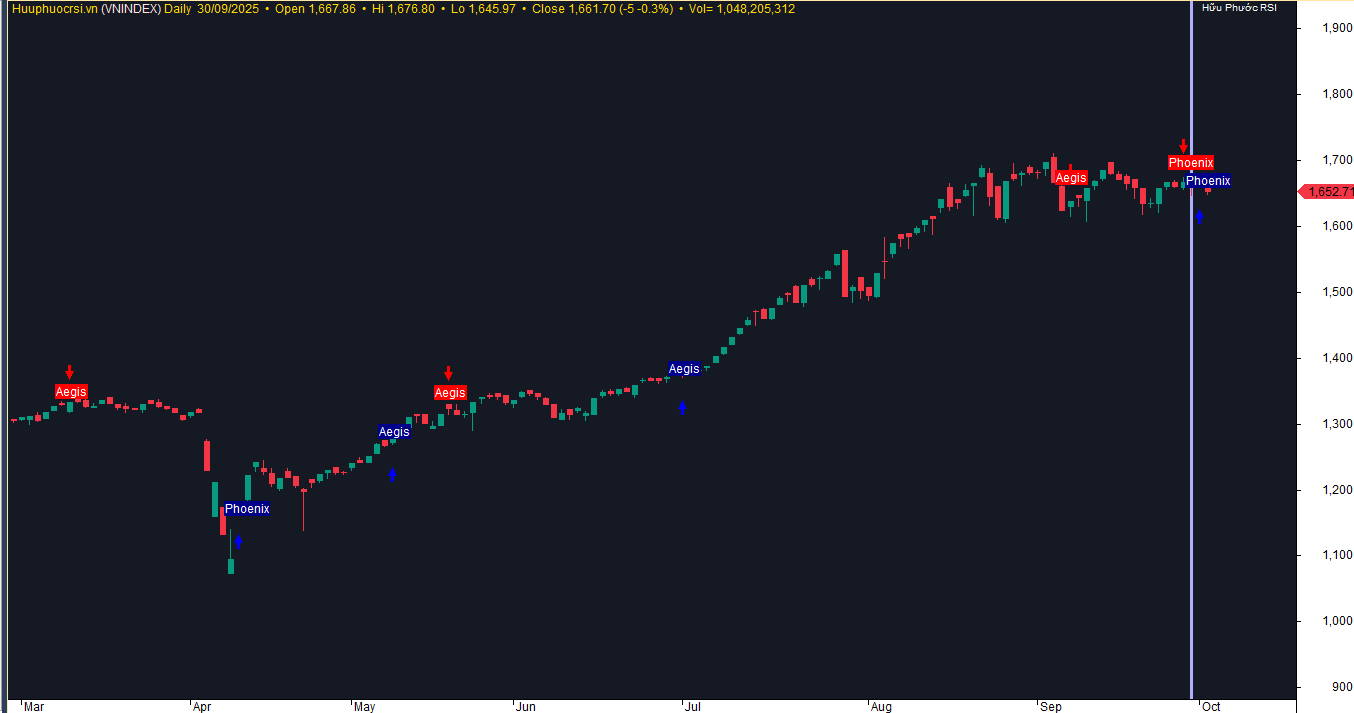 Huuphuocrsi.vn (VNINDEX) Daily 30/09/2025 • Open 1,667.86 • Hi 1,676.80 • Lo 1,645.97 • Close 1,661.70 (-5 -0.3%) • Vol= 1,048,205,312
Hữu Phước RSI
1,900
1,800
1,700
Phoenix
Aegis
Phoenix
1,652.71
1,600
1,500
1,400
Aegis
Aegis
Aegis
1,300
Aegis
1,200
Phoenix
1,100
1,000
900
Mar Apr May Jun Jul Aug Sep Oct